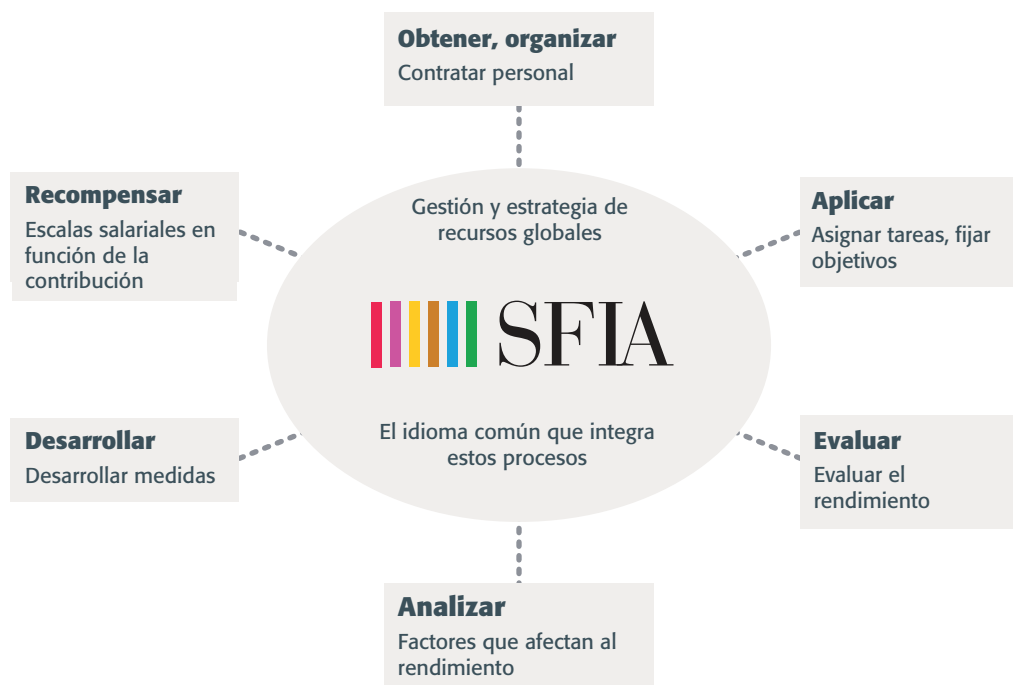 Obtener, organizar
Contratar personal
Recompensar
Escalas salariales en
función de la
contribución
Gestión y estrategia de
recursos globales
Aplicar
Asignar tareas, fijar
objetivos
SFIA
El idioma común que integra
estos procesos
Desarrollar
Desarrollar medidas
Evaluar
Evaluar el
rendimiento
Analizar
Factores que afectan al
rendimiento